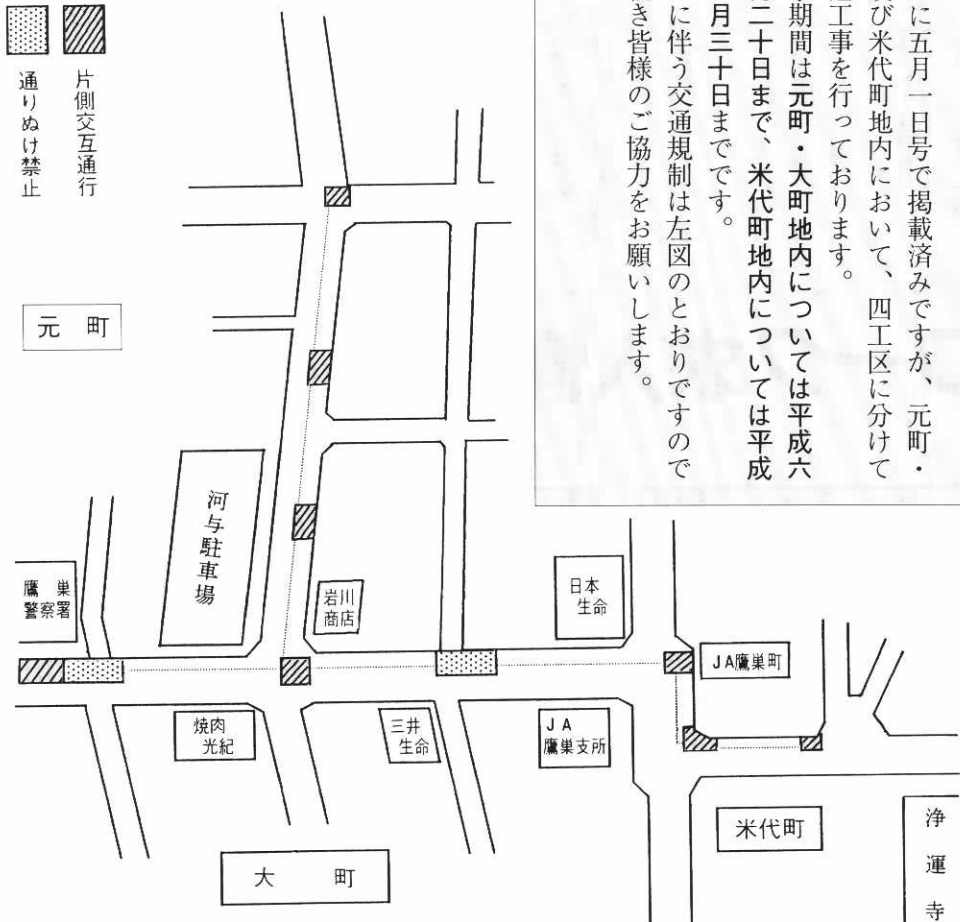 に五月一日号で掲載済みですが、元町・
び米代町地内において、四工区に分けて
工事を行っております。
期間は元町・大町地内については平成六
二十日まで、米代町地内については平成
月三十日までです。
に伴う交通規制は左図のとおりですので
き皆様のご協力をお願いします。
片側交互通行
通りぬけ禁止
元町
河与駐車場
鷹巣
警察署
岩川
商店
日本
生命
JA鷹巣町
焼肉
光紀
三井
生命
JA
鷹巣支所
米代町
大町
浄運寺